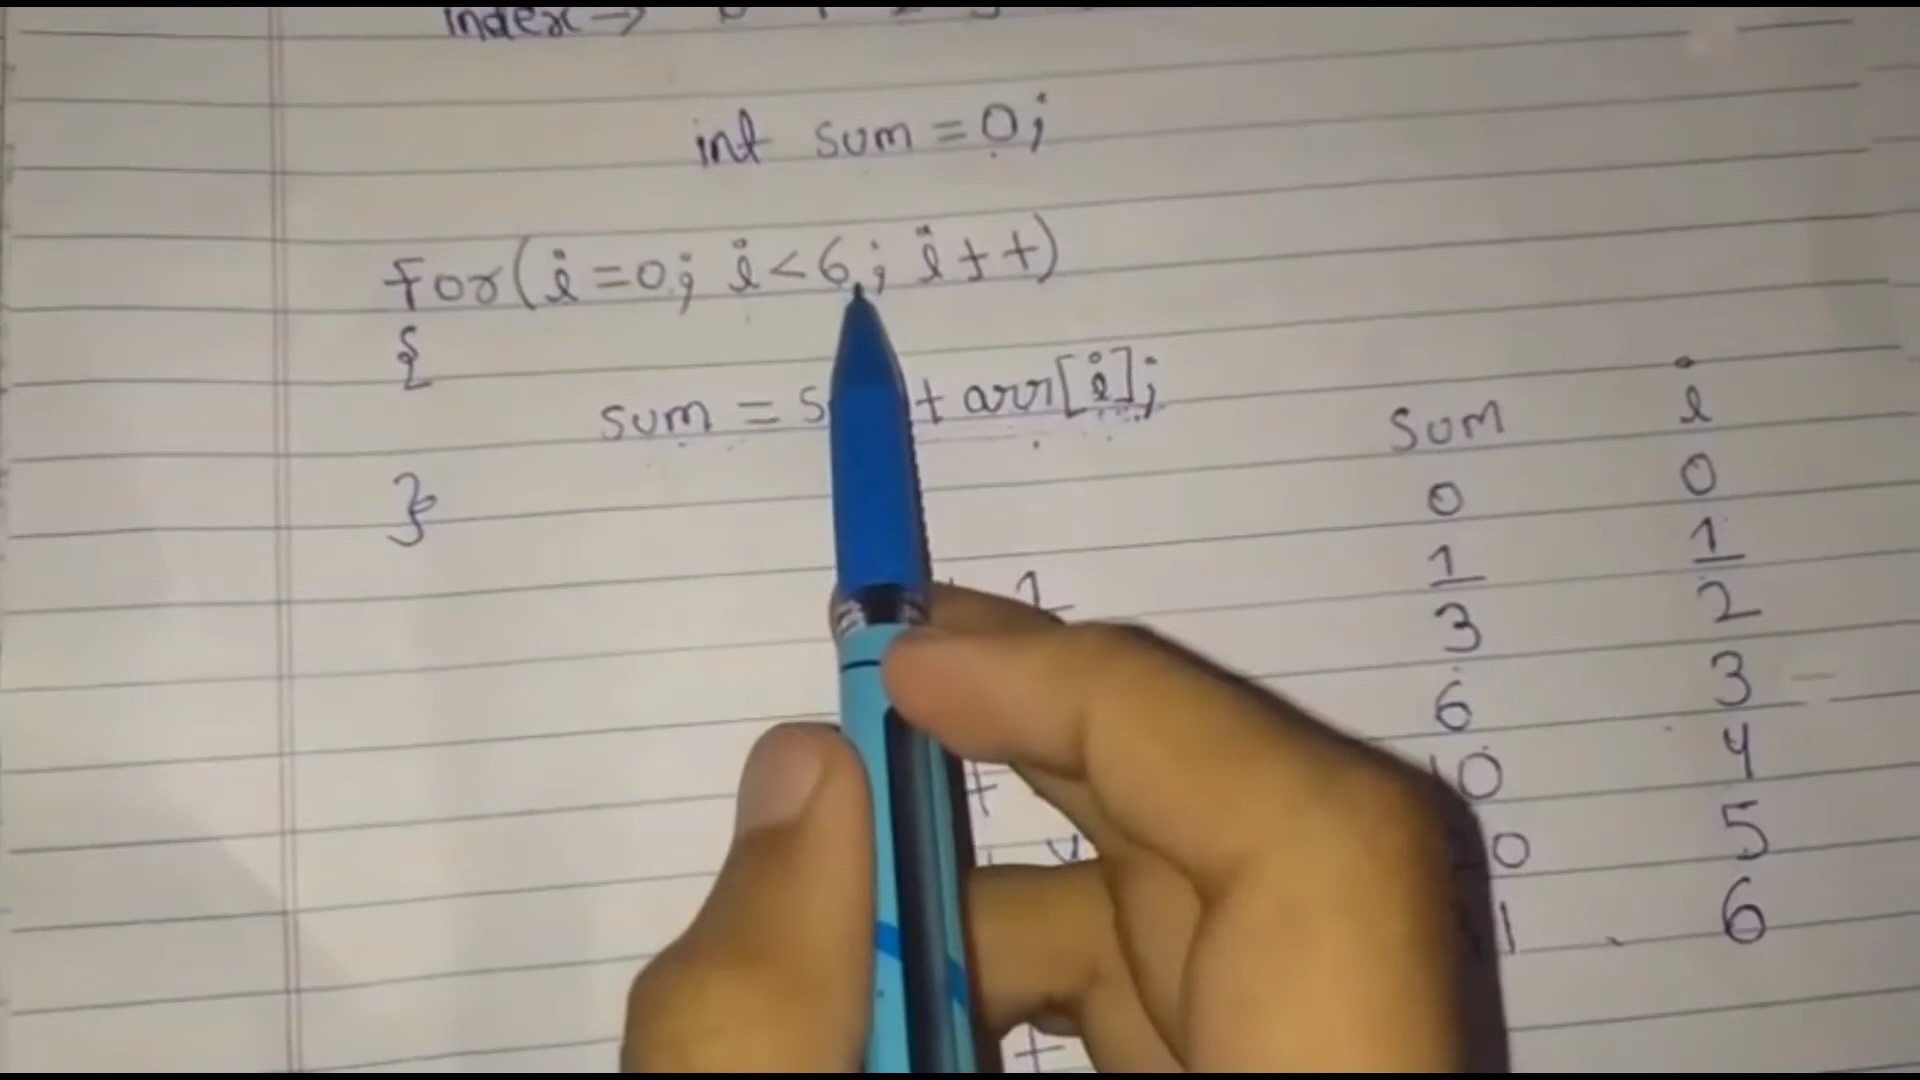 index →
int sum = 0;
For(i=0; i<6; i++)
{
sum = + arr[i];
}
sum i
0 0
1 1
3 2
6 3
10 4
5
6